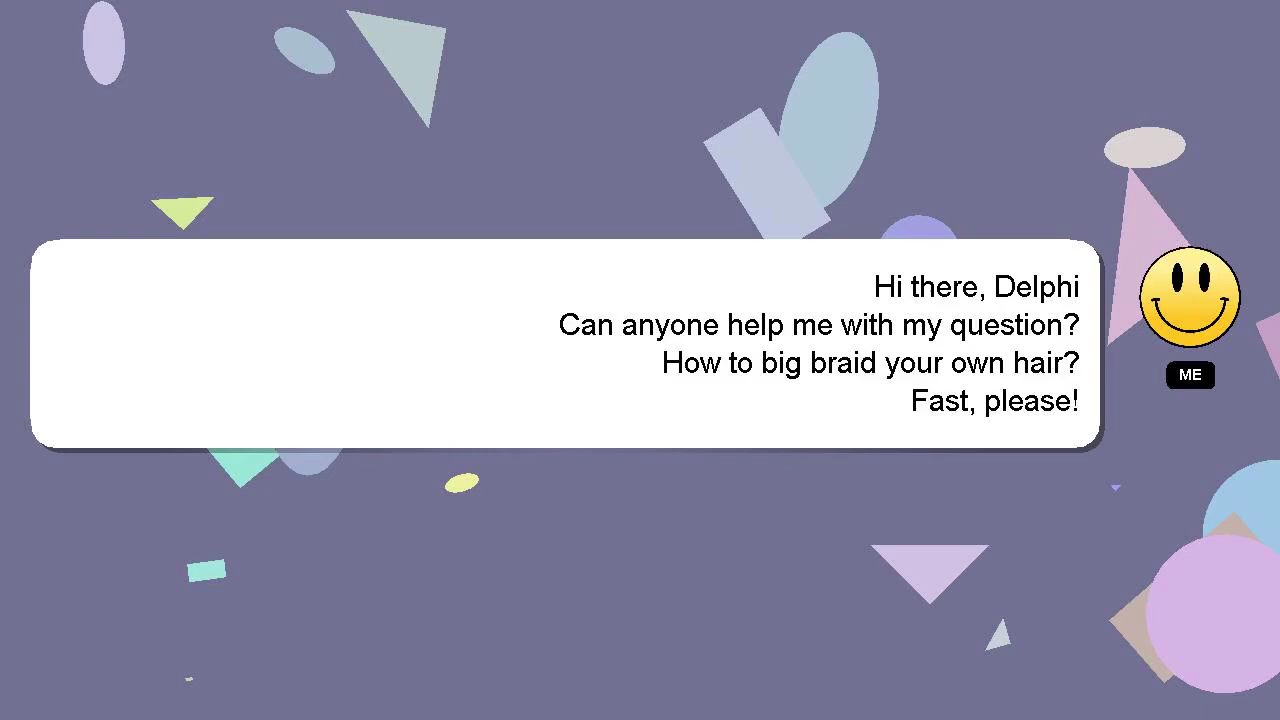 Hi there, Delphi
Can anyone help me with my question?
How to big braid your own hair?
Fast, please!
ME